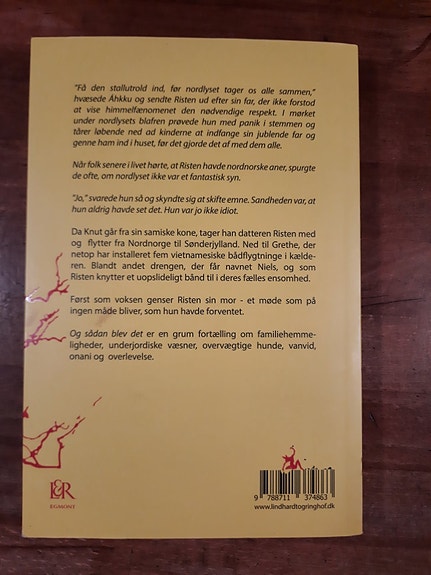 "Få den stallutrold ind, før nordlyset tager os alle sammen,"
hvæsede Áhkku og sendte Risten ud efter sin far, der ikke forstod
at vise himmelfænomenet den nødvendige respekt. I mørket
under nordlysets blafren prøvede hun med panik i stemmen og
tårer løbende ned ad kinderne at indfange sin jublende far og
genne ham ind i huset, før det gjorde det af med dem alle.
Når folk senere i livet hørte, at Risten havde nordnorske aner, spurgte
de ofte, om nordlyset ikke var et fantastisk syn.
"Jo," svarede hun så og skyndte sig at skifte emne. Sandheden var, at
hun aldrig havde set det. Hun var jo ikke idiot.
Da Knut går fra sin samiske kone, tager han datteren Risten med
og flytter fra Nordnorge til Sønderjylland. Ned til Grethe, der
netop har installeret fem vietnamesiske bådflygtninge i kælde-
ren. Blandt andet drengen, der får navnet Niels, og som
Risten knytter et uopslideligt bånd til i deres fælles ensomhed.
Først som voksen genser Risten sin mor - et møde som på
ingen måde bliver, som hun havde forventet.
Og sådan blev det er en grum fortælling om familiehemme-
ligheder, underjordiske væsner, overvægtige hunde, vanvid,
onani og overlevelse.
L&R
EGMONT
9 788711 374863
www.lindhardtogringhof.dk